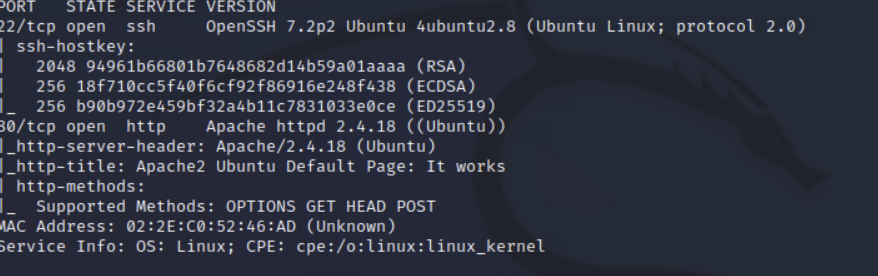 PORT   STATE SERVICE VERSION
22/tcp open  ssh     OpenSSH 7.2p2 Ubuntu 4ubuntu2.8 (Ubuntu Linux; protocol 2.0)
| ssh-hostkey:
|   2048 94961b66801b7648682d14b59a01aaaa (RSA)
|   256 18f710cc5f40f6cf92f86916e248f438 (ECDSA)
|_  256 b90b972e459bf32a4b11c7831033e0ce (ED25519)
80/tcp open  http    Apache httpd 2.4.18 ((Ubuntu))
|_http-server-header: Apache/2.4.18 (Ubuntu)
|_http-title: Apache2 Ubuntu Default Page: It works
| http-methods:
|_  Supported Methods: OPTIONS GET HEAD POST
MAC Address: 02:2E:C0:52:46:AD (Unknown)
Service Info: OS: Linux; CPE: cpe:/o:linux:linux_kernel